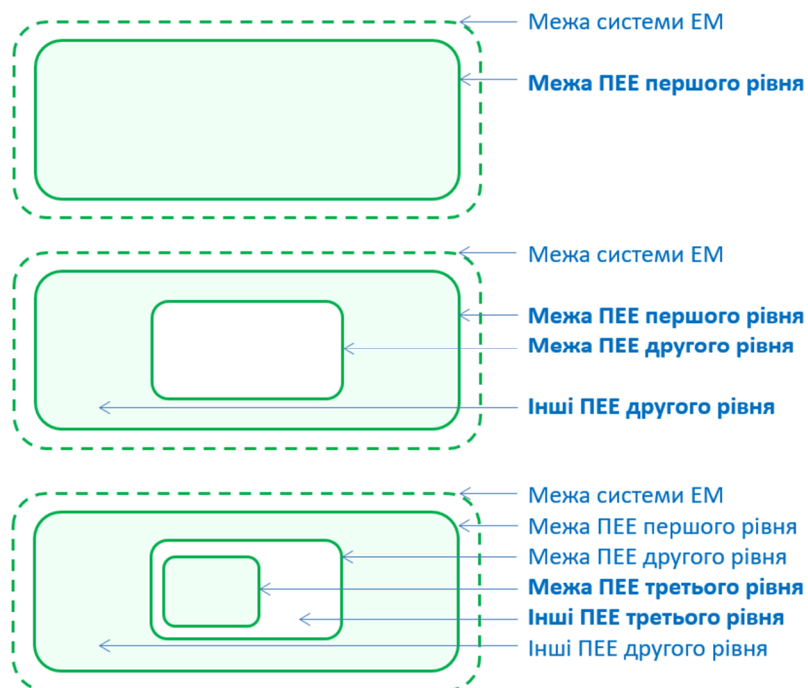 Межа системи ЕМ
Межа ПЕЕ першого рівня
Межа системи ЕМ
Межа ПЕЕ першого рівня
Межа ПЕЕ другого рівня
Інші ПЕЕ другого рівня
Межа системи ЕМ
Межа ПЕЕ першого рівня
Межа ПЕЕ другого рівня
Межа ПЕЕ третього рівня
Інші ПЕЕ третього рівня
Інші ПЕЕ другого рівня